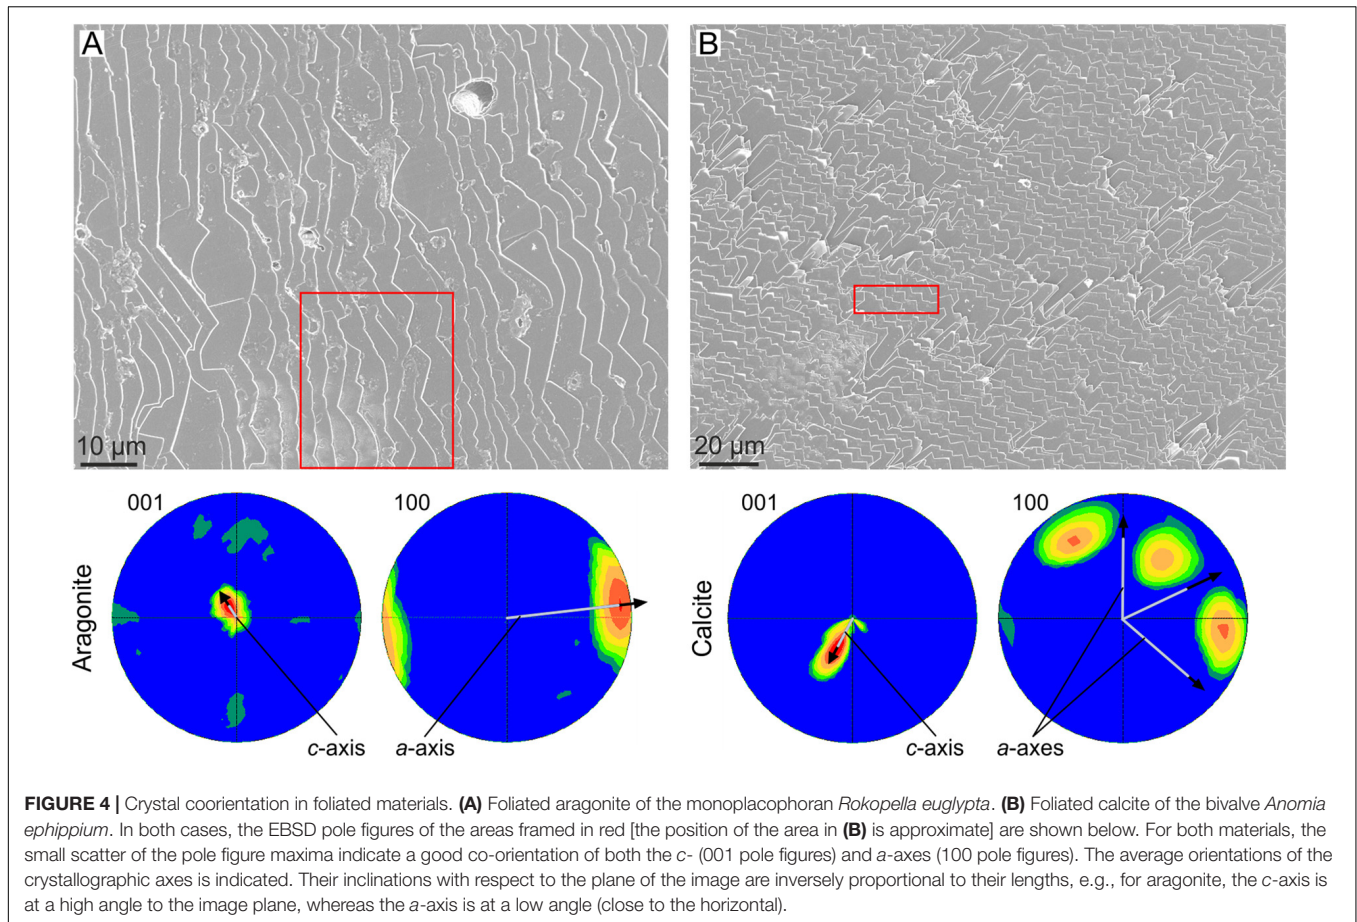 A
B
10 µm
20 µm
001
100
001
100
Aragonite
Calcite
c-axis
a-axis
c-axis
a-axes
FIGURE 4 | Crystal coorientation in foliated materials. (A) Foliated aragonite of the monoplacophoran Rokopella euglypta. (B) Foliated calcite of the bivalve Anomia
ephippium. In both cases, the EBSD pole figures of the areas framed in red [the position of the area in (B) is approximate] are shown below. For both materials, the
small scatter of the pole figure maxima indicate a good co-orientation of both the c- (001 pole figures) and a-axes (100 pole figures). The average orientations of the
crystallographic axes is indicated. Their inclinations with respect to the plane of the image are inversely proportional to their lengths, e.g., for aragonite, the c-axis is
at a high angle to the image plane, whereas the a-axis is at a low angle (close to the horizontal).